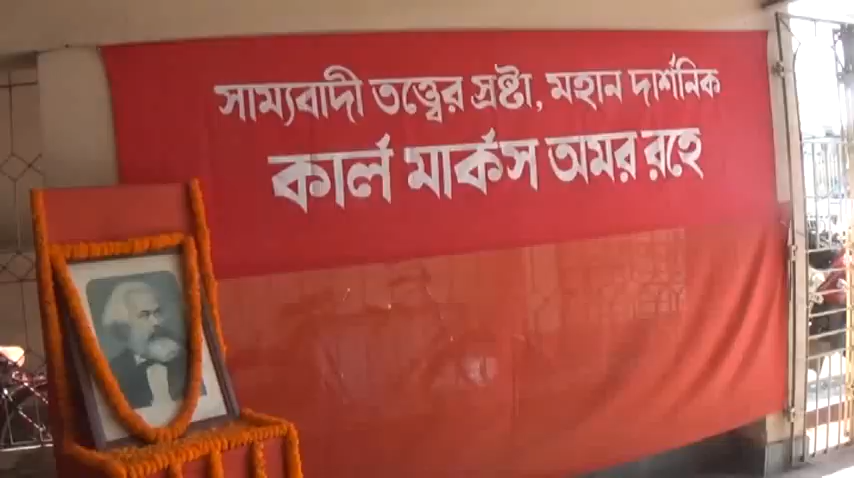 সাম্যবাদী তত্ত্বের স্রষ্টা, মহান দার্শনিক
কার্ল মার্কস অমর রহে